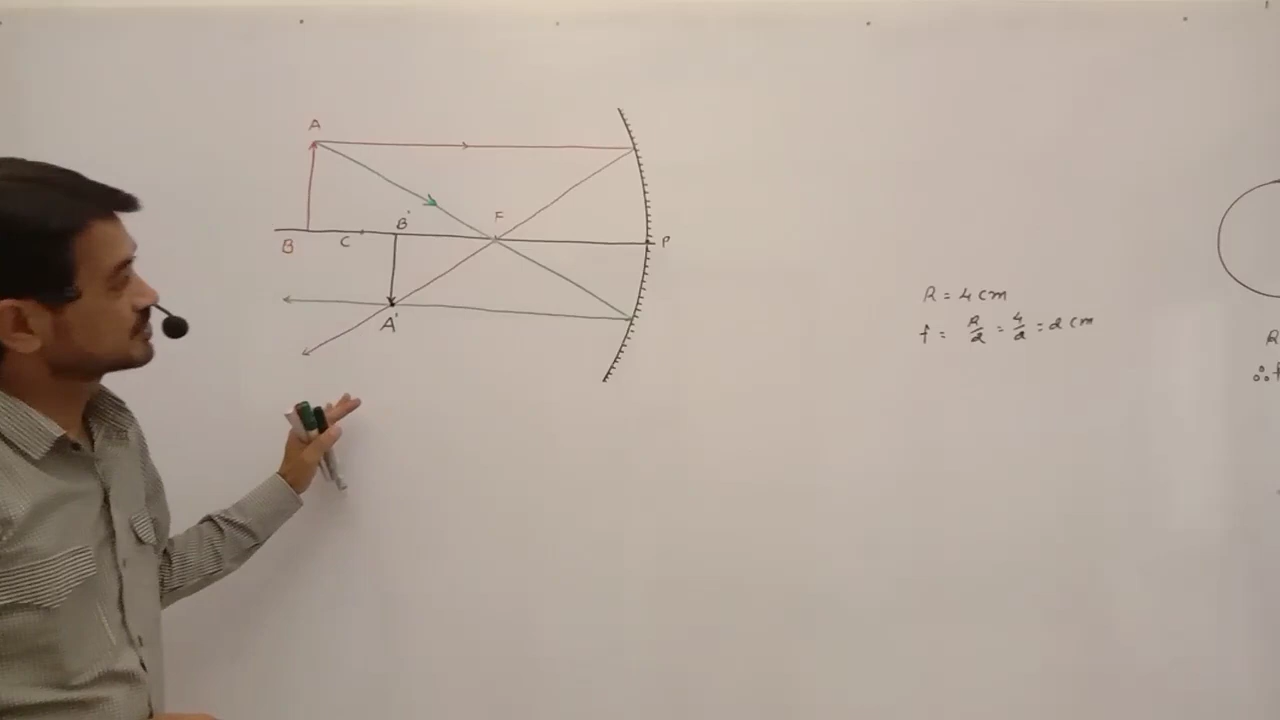 A
B C B' F P
A'
R = 4 cm
f = R/2 = 4/2 = 2 cm
R
∴ f